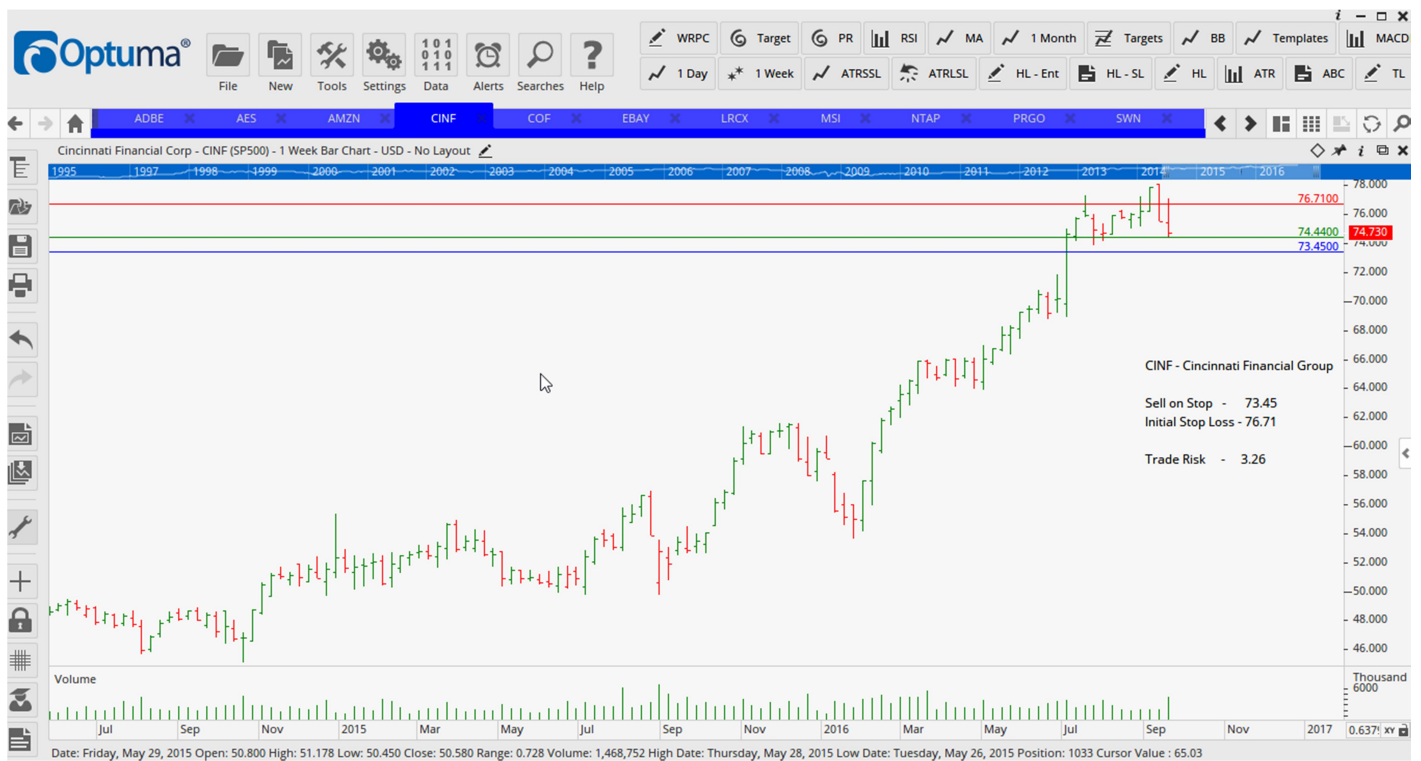 Optuma®
File New Tools Settings Data Alerts Searches Help
WRPC Target PR RSI MA 1 Month Targets BB Templates MACD
1 Day 1 Week ATRSSL ATRLSL HL - Ent HL - SL HL ATR ABC TL
ADBE AES AMZN CINF COF EBAY LRCX MSI NTAP PRGO SWN
Cincinnati Financial Corp - CINF (SP500) - 1 Week Bar Chart - USD - No Layout
1995 1997 1998 1999 2000 2001 2002 2003 2004 2005 2006 2007 2008 2009 2010 2011 2012 2013 2014 2015 2016
78.000
76.7100
76.000
74.4400
74.730
74.000
73.4500
72.000
70.000
68.000
66.000
CINF - Cincinnati Financial Group
64.000
Sell on Stop - 73.45
62.000
Initial Stop Loss - 76.71
60.000
Trade Risk - 3.26
58.000
56.000
54.000
52.000
50.000
48.000
46.000
Volume
Thousand
6000
Jul Sep Nov 2015 Mar May Jul Sep Nov 2016 Mar May Jul Sep Nov 2017
XY
Date: Friday, May 29, 2015 Open: 50.800 High: 51.178 Low: 50.450 Close: 50.580 Range: 0.728 Volume: 1,468,752 High Date: Thursday, May 28, 2015 Low Date: Tuesday, May 26, 2015 Position: 1033 Cursor Value : 65.03